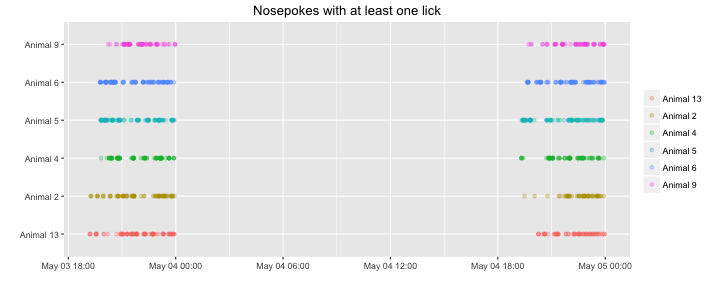 Nosepokes with at least one lick
Animal 9
Animal 6
Animal 5
Animal 4
Animal 2
Animal 13
May 03 18:00
May 04 00:00
May 04 06:00
May 04 12:00
May 04 18:00
May 05 00:00
Animal 13
Animal 2
Animal 4
Animal 5
Animal 6
Animal 9